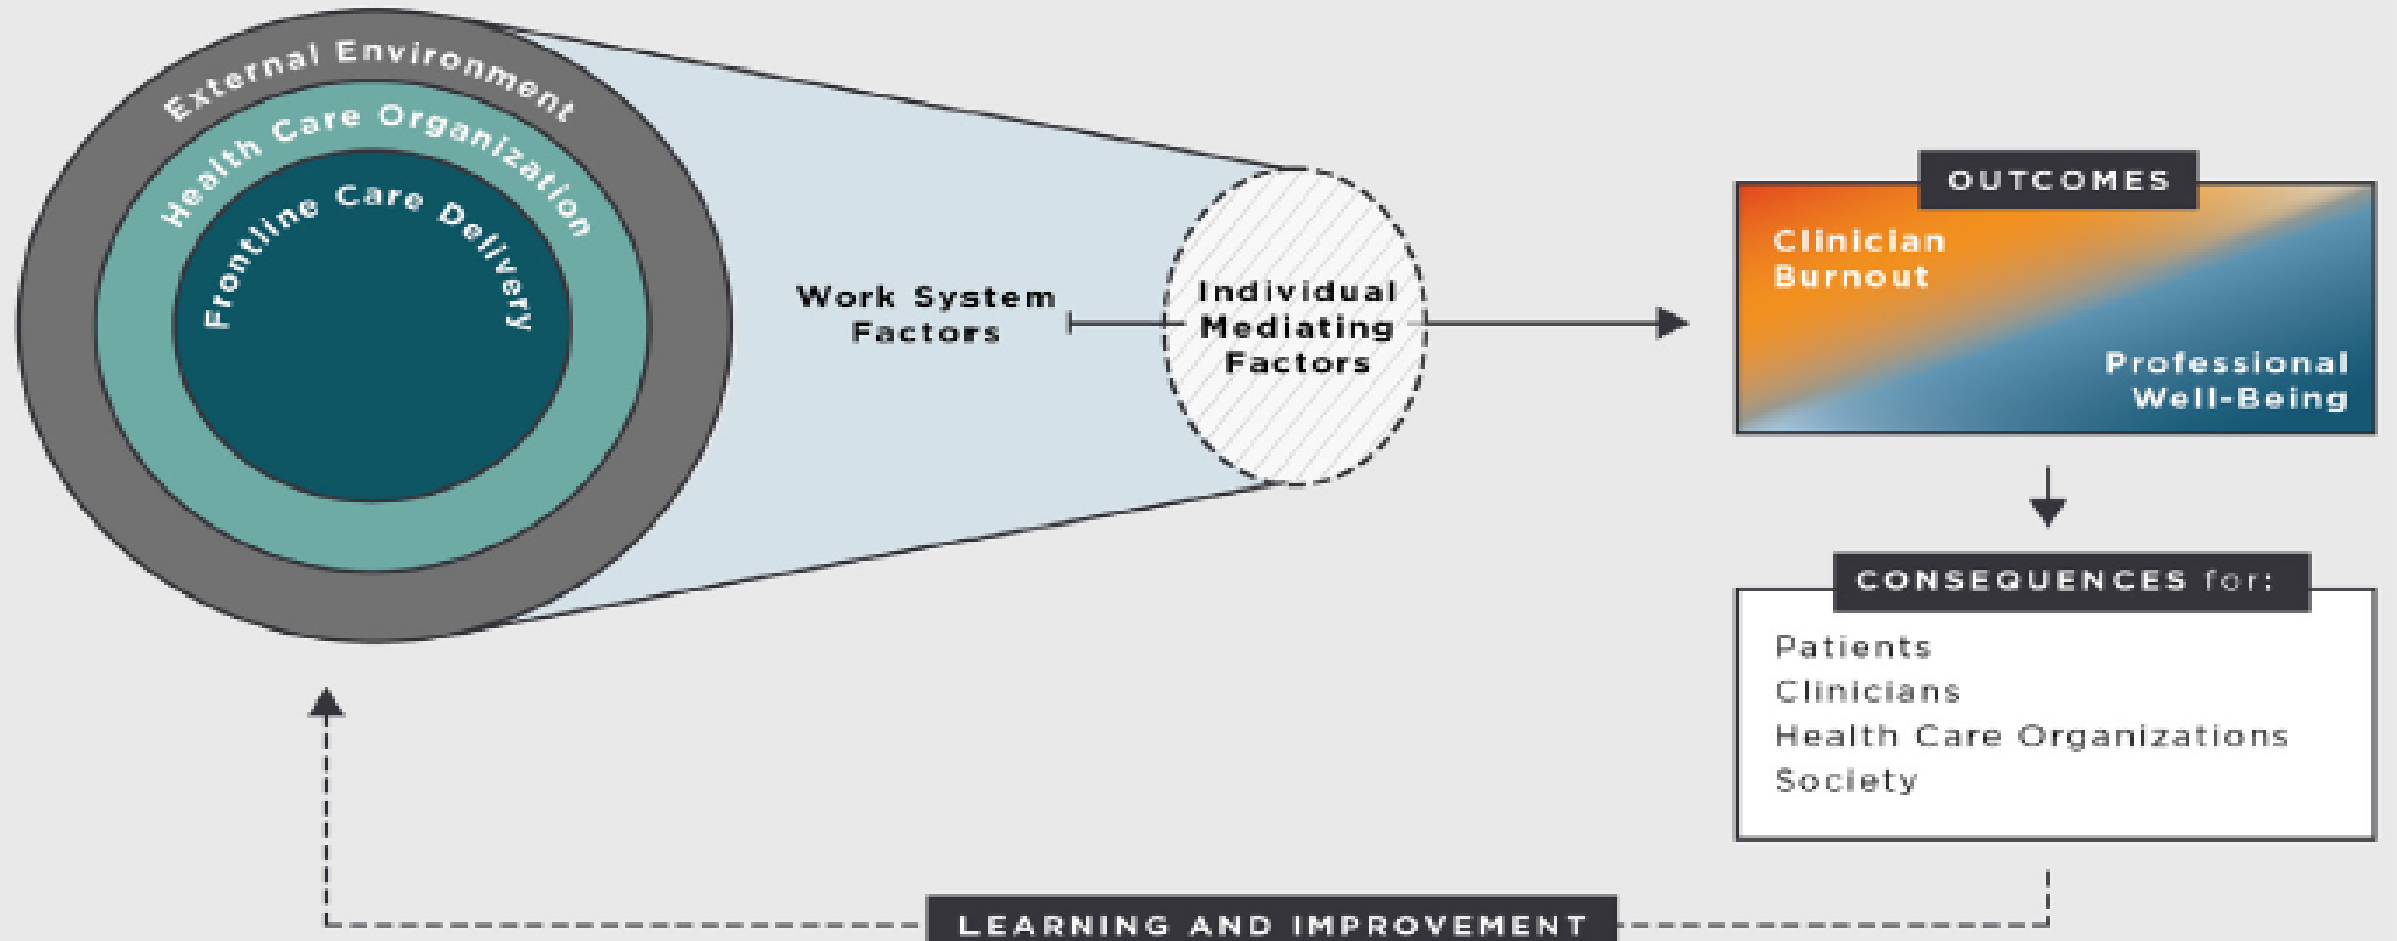 External Environment
Health Care Organization
Frontline Care Delivery
Work System
Factors
Individual
Mediating
Factors
OUTCOMES
Clinician
Burnout
Professional
Well-Being
CONSEQUENCES for:
Patients
Clinicians
Health Care Organizations
Society
LEARNING AND IMPROVEMENT